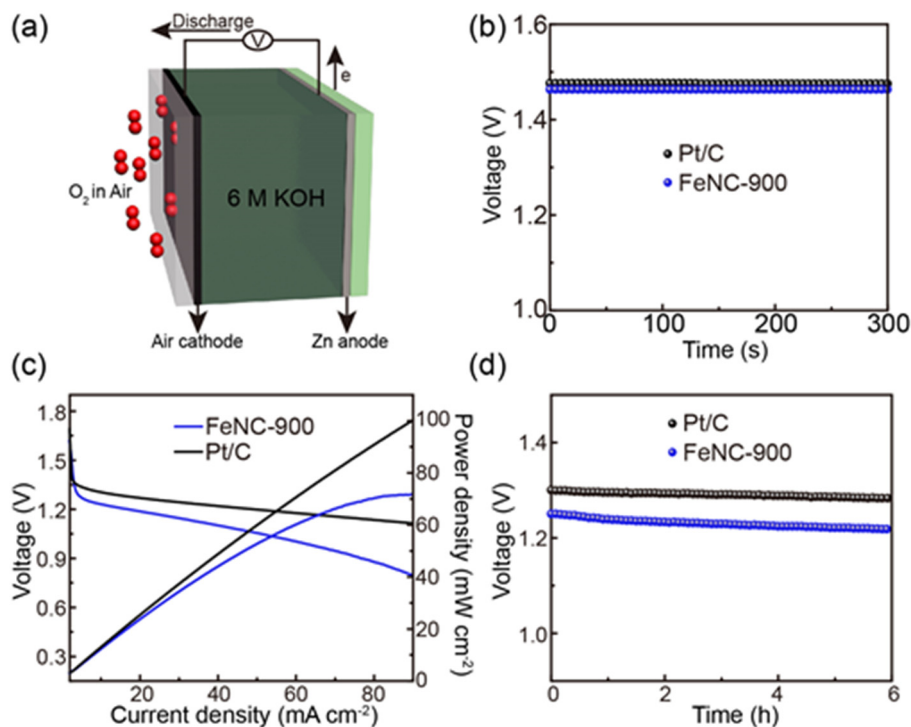 (a)
Discharge
V
e
O2 in Air
6 M KOH
Air cathode
Zn anode
(b)
1.6
1.4
1.2
1.0
Voltage (V)
Pt/C
FeNC-900
0
100
200
300
Time (s)
(c)
1.8
1.5
1.2
0.9
0.6
0.3
Voltage (V)
FeNC-900
Pt/C
100
80
60
40
20
0
Power density (mW cm-2)
20
40
60
80
Current density (mA cm-2)
(d)
1.4
1.2
1.0
Voltage (V)
Pt/C
FeNC-900
0
2
4
6
Time (h)